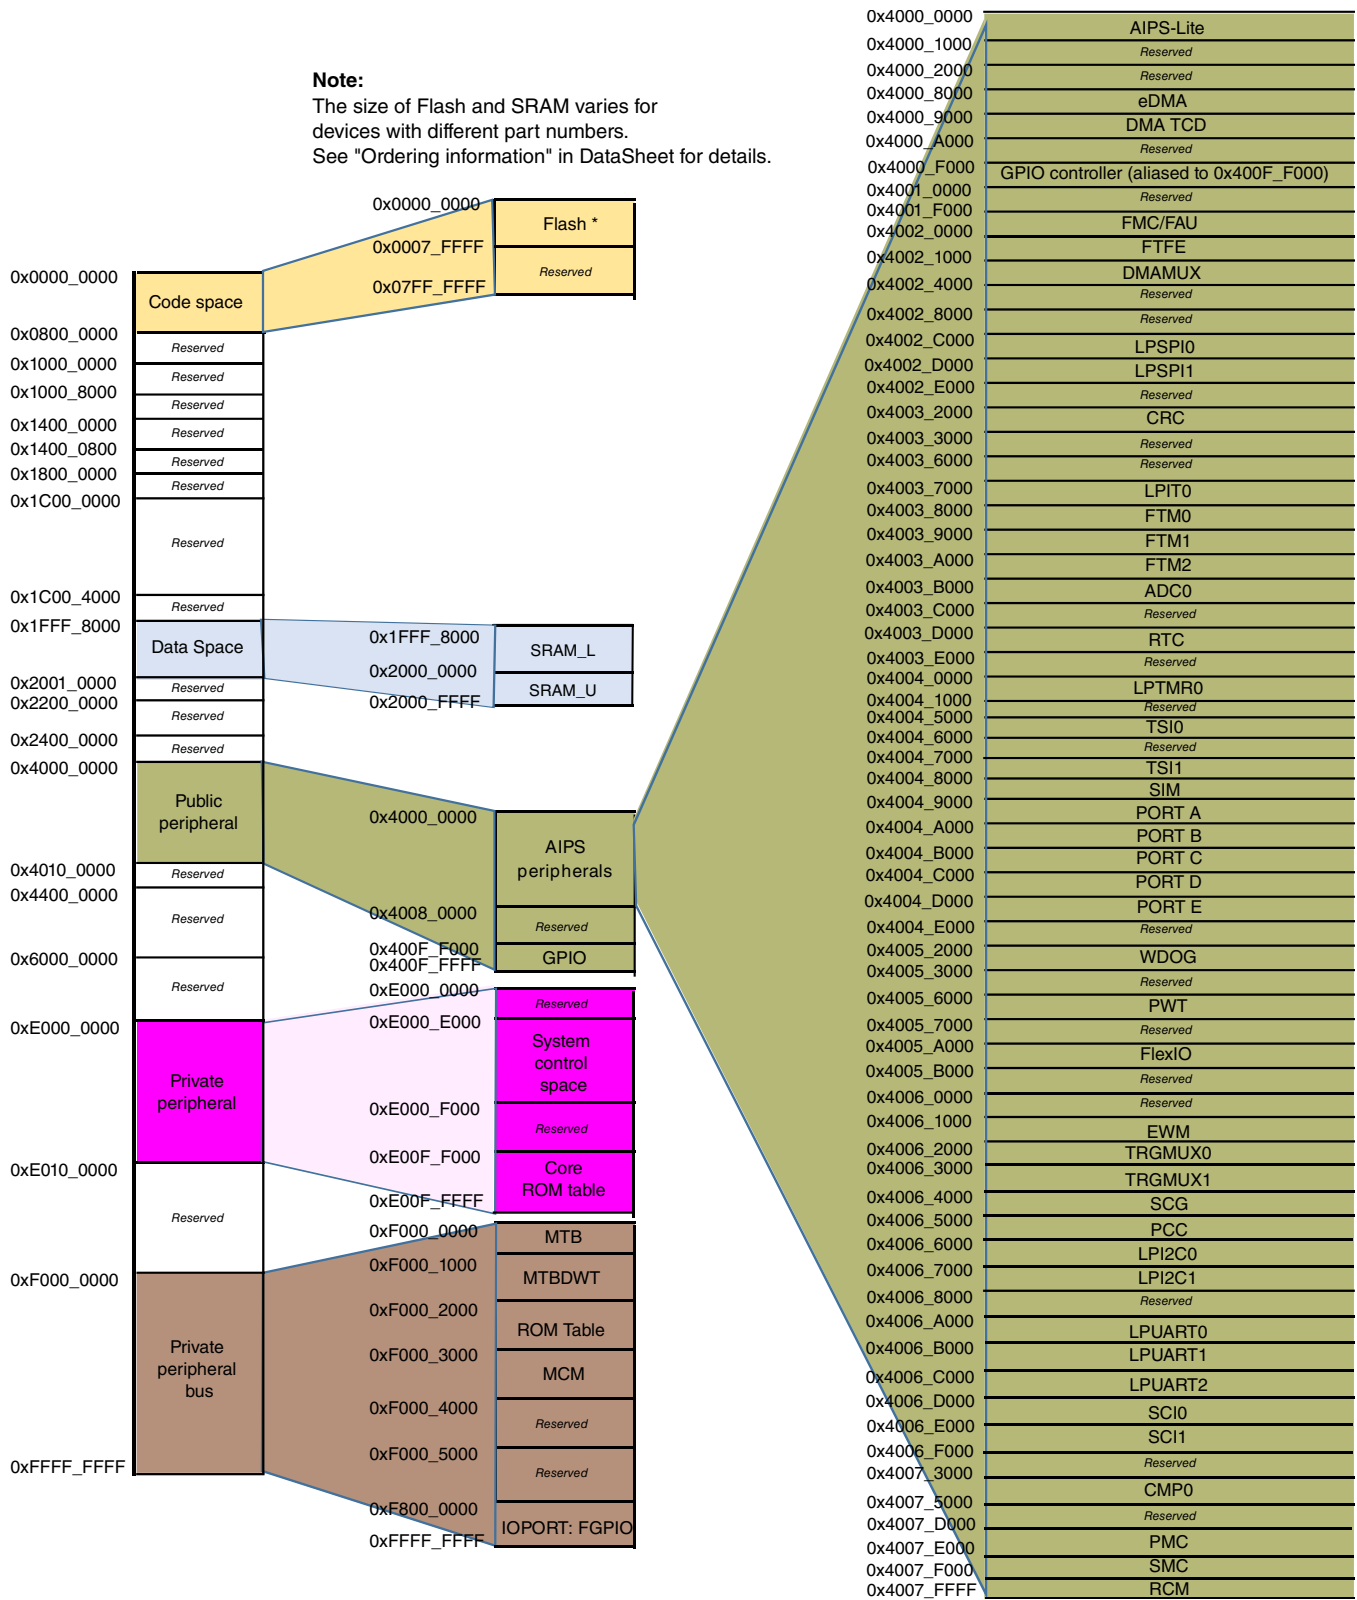 Note:
The size of Flash and SRAM varies for
devices with different part numbers.
See "Ordering information" in DataSheet for details.
0x0000_0000
Code space
0x0800_0000
Reserved
0x1000_0000
Reserved
0x1000_8000
Reserved
0x1400_0000
Reserved
0x1400_0800
Reserved
0x1800_0000
Reserved
0x1C00_0000
Reserved
0x1C00_4000
Reserved
0x1FFF_8000
Data Space
0x2001_0000
Reserved
0x2200_0000
Reserved
0x2400_0000
Reserved
0x4000_0000
Public
peripheral
0x4010_0000
Reserved
0x4400_0000
Reserved
0x6000_0000
Reserved
0xE000_0000
Private
peripheral
0xE010_0000
Reserved
0xF000_0000
Private
peripheral
bus
0xFFFF_FFFF
0x0000_0000
Flash *
0x0007_FFFF
Reserved
0x07FF_FFFF
0x1FFF_8000
SRAM_L
0x2000_0000
SRAM_U
0x2000_FFFF
0x4000_0000
AIPS
peripherals
0x4008_0000
Reserved
0x400F_F000
GPIO
0x400F_FFFF
0xE000_0000
Reserved
0xE000_E000
System
control
space
0xE000_F000
Reserved
0xE00F_F000
Core
ROM table
0xE00F_FFFF
0xF000_0000
MTB
0xF000_1000
MTBDWT
0xF000_2000
ROM Table
0xF000_3000
MCM
0xF000_4000
Reserved
0xF000_5000
Reserved
0xF800_0000
IOPORT: FGPIO
0xFFFF_FFFF
0x4000_0000
AIPS-Lite
0x4000_1000
Reserved
0x4000_2000
Reserved
0x4000_8000
eDMA
0x4000_9000
DMA TCD
0x4000_A000
Reserved
0x4000_F000
GPIO controller (aliased to 0x400F_F000)
0x4001_0000
Reserved
0x4001_F000
FMC/FAU
0x4002_0000
FTFE
0x4002_1000
DMAMUX
0x4002_4000
Reserved
0x4002_8000
Reserved
0x4002_C000
LPSPI0
0x4002_D000
LPSPI1
0x4002_E000
Reserved
0x4003_2000
CRC
0x4003_3000
Reserved
0x4003_6000
Reserved
0x4003_7000
LPIT0
0x4003_8000
FTM0
0x4003_9000
FTM1
0x4003_A000
FTM2
0x4003_B000
ADC0
0x4003_C000
Reserved
0x4003_D000
RTC
0x4003_E000
Reserved
0x4004_0000
LPTMR0
0x4004_1000
Reserved
0x4004_5000
TSI0
0x4004_6000
Reserved
0x4004_7000
TSI1
0x4004_8000
SIM
0x4004_9000
PORT A
0x4004_A000
PORT B
0x4004_B000
PORT C
0x4004_C000
PORT D
0x4004_D000
PORT E
0x4004_E000
Reserved
0x4005_2000
WDOG
0x4005_3000
Reserved
0x4005_6000
PWT
0x4005_7000
Reserved
0x4005_A000
FlexIO
0x4005_B000
Reserved
0x4006_0000
Reserved
0x4006_1000
EWM
0x4006_2000
TRGMUX0
0x4006_3000
TRGMUX1
0x4006_4000
SCG
0x4006_5000
PCC
0x4006_6000
LPI2C0
0x4006_7000
LPI2C1
0x4006_8000
Reserved
0x4006_A000
LPUART0
0x4006_B000
LPUART1
0x4006_C000
LPUART2
0x4006_D000
SCI0
0x4006_E000
SCI1
0x4006_F000
Reserved
0x4007_3000
CMP0
0x4007_5000
Reserved
0x4007_D000
PMC
0x4007_E000
SMC
0x4007_F000
RCM
0x4007_FFFF